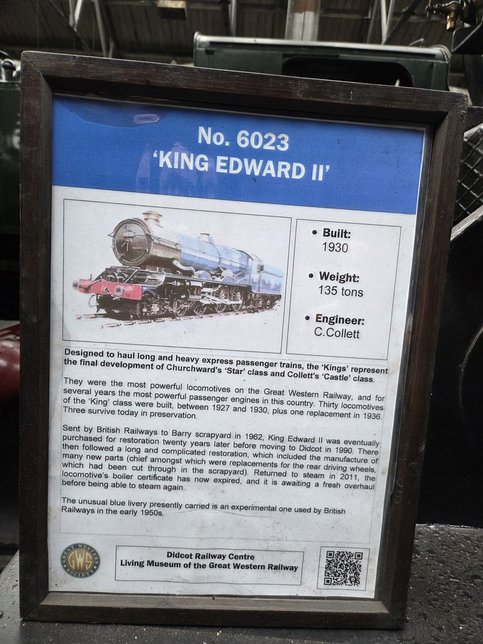 No. 6023
'KING EDWARD II'
• Built:
1930
• Weight:
135 tons
• Engineer:
C.Collett
Designed to haul long and heavy express passenger trains, the 'Kings' represent
the final development of Churchward's 'Star' class and Collett's 'Castle' class
They were the most powerful locomotives on the Great Western Railway, and for
several years the most powerful passenger engines in this country. Thirty locomotives
of the 'King' class were built, between 1927 and 1930, plus one replacement in 1936.
Three survive today in preservation.
Sent by British Railways to Barry scrapyard in 1962, King Edward II was eventually
purchased for restoration twenty years later before moving to Didcot in 1990. There
then followed a long and complicated restoration, which included the manufacture of
many new parts (chief amongst which were replacements for the rear driving wheels,
which had been cut through in the scrapyard). Returned to steam in 2011, the
locomotive's boiler certificate has now expired, and it is awaiting a fresh overhaul
before being able to steam again.
The unusual blue livery presently carried is an experimental one used by British
Railways in the early 1950s.
Didcot Railway Centre
Living Museum of the Great Western Railway